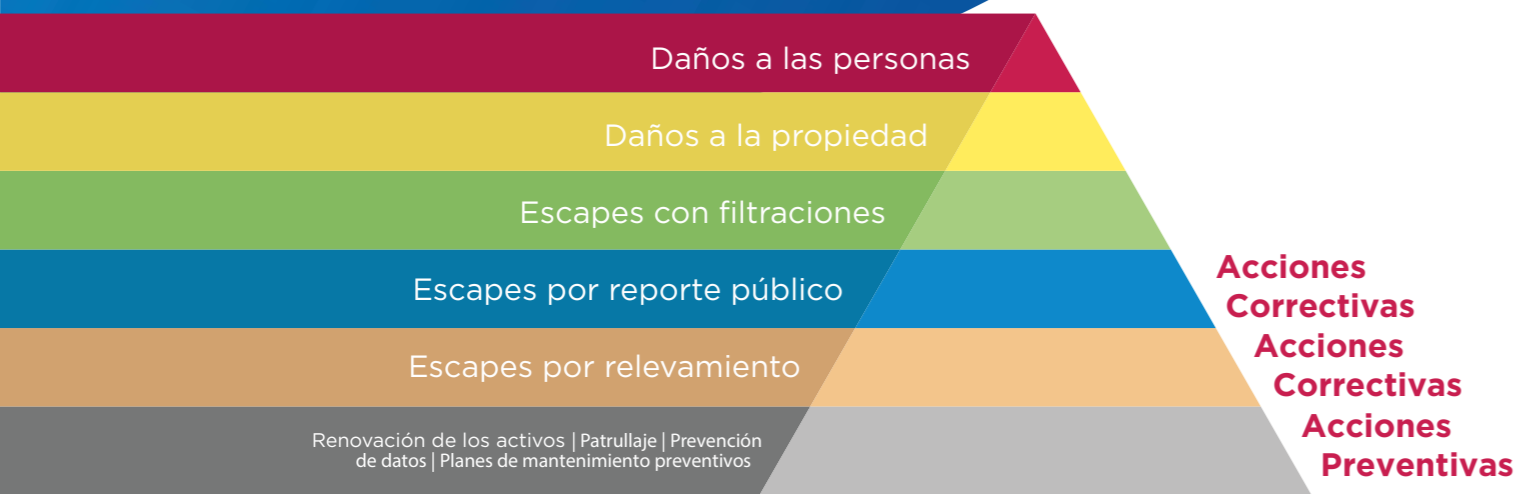 Daños a las personas
Daños a la propiedad
Escapes con filtraciones
Escapes por reporte público
Escapes por relevamiento
Renovación de los activos | Patrullaje | Prevención
de datos | Planes de mantenimiento preventivos
Acciones
Correctivas
Acciones
Correctivas
Acciones
Preventivas